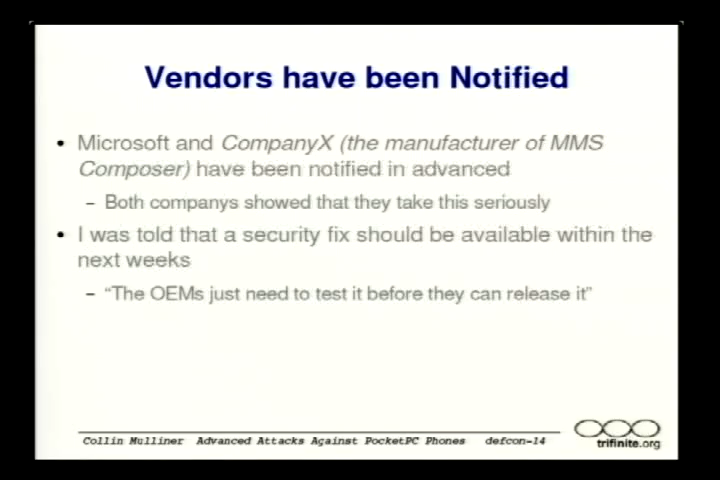 Vendors have been Notified
• Microsoft and CompanyX (the manufacturer of MMS
Composer) have been notified in advanced
– Both companys showed that they take this seriously
• I was told that a security fix should be available within the
next weeks
– “The OEMs just need to test it before they can release it”
Collin Mulliner Advanced Attacks Against PocketPC Phones defcon-14
trifinite.org